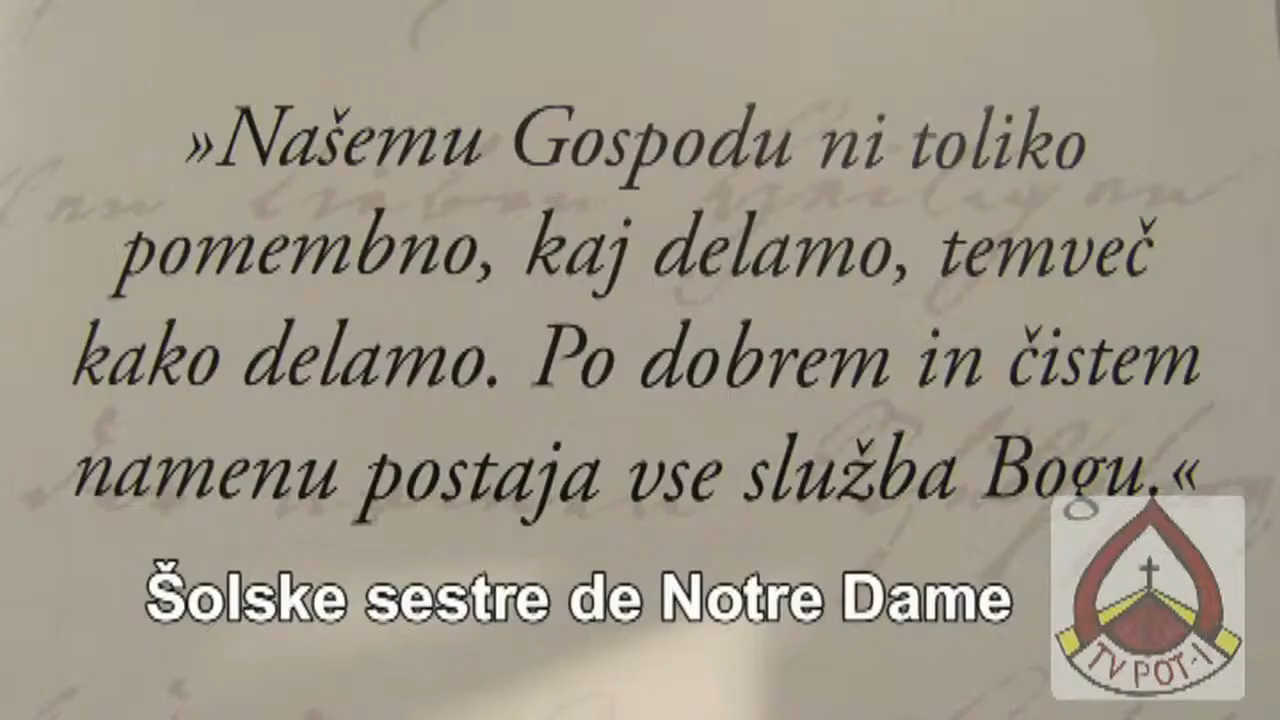 »Našemu Gospodu ni toliko
pomembno, kaj delamo, temveč
kako delamo. Po dobrem in čistem
namenu postaja vse služba Bogu.«
Šolske sestre de Notre Dame
TV POT-I